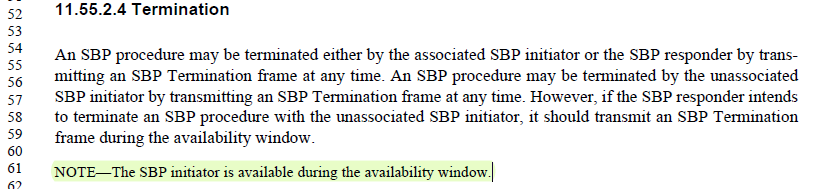 52 11.55.2.4 Termination
53
54 An SBP procedure may be terminated either by the associated SBP initiator or the SBP responder by trans-
55 mitting an SBP Termination frame at any time. An SBP procedure may be terminated by the unassociated
56
57 SBP initiator by transmitting an SBP Termination frame at any time. However, if the SBP responder intends
58 to terminate an SBP procedure with the unassociated SBP initiator, it should transmit an SBP Termination
59 frame during the availability window.
60
61 NOTE—The SBP initiator is available during the availability window.
62